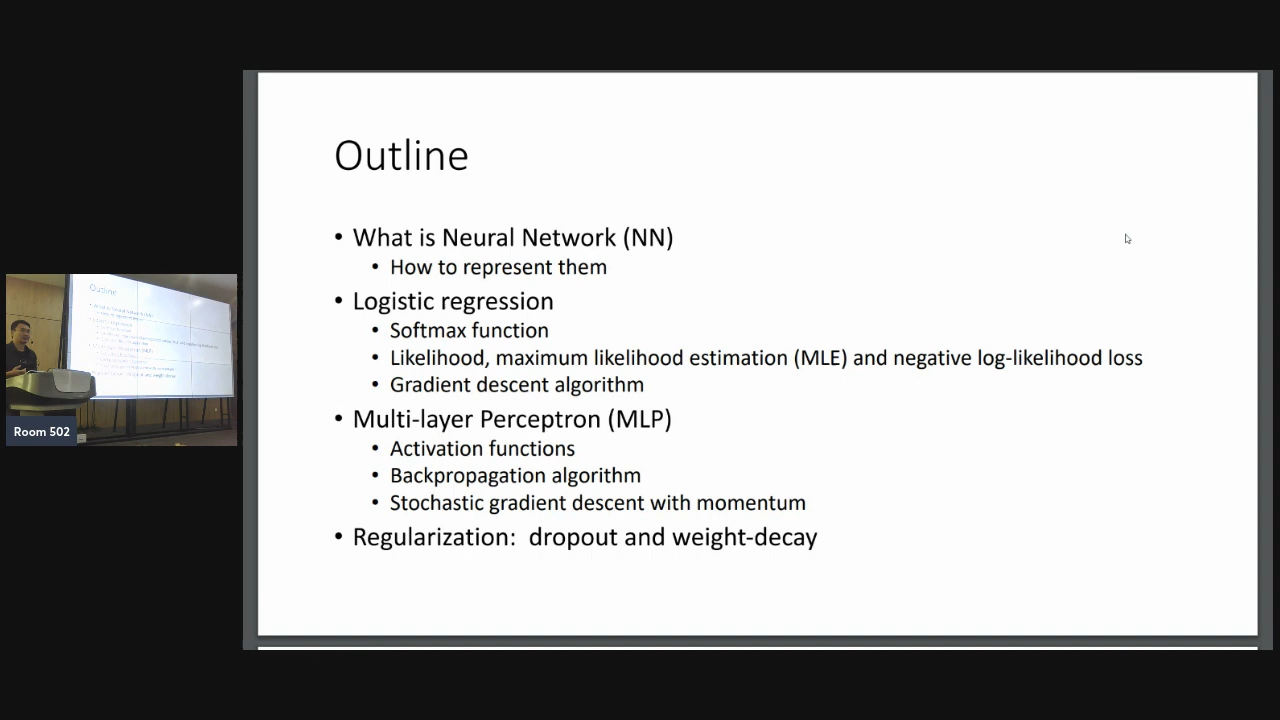 Outline
• What is Neural Network (NN)
• How to represent them
• Logistic regression
• Softmax function
• Likelihood, maximum likelihood estimation (MLE) and negative log-likelihood loss
• Gradient descent algorithm
• Multi-layer Perceptron (MLP)
• Activation functions
• Backpropagation algorithm
• Stochastic gradient descent with momentum
• Regularization: dropout and weight-decay
Room 502
Outline